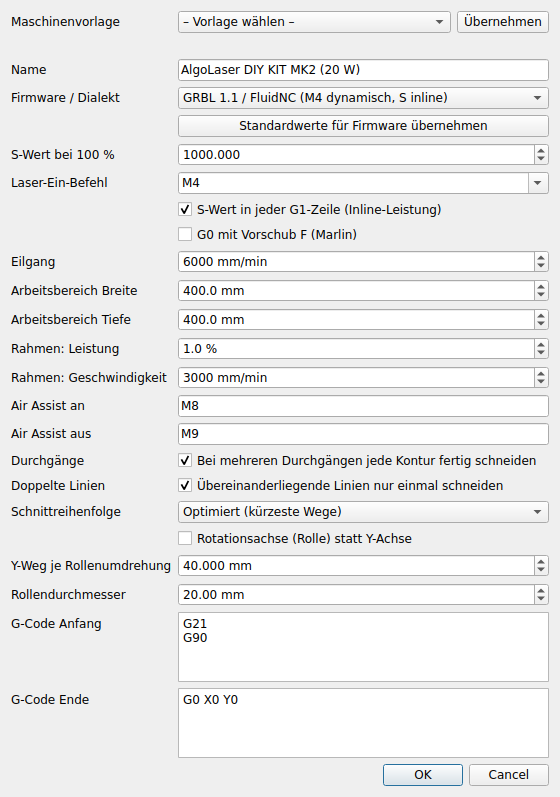 Maschinenvorlage – Vorlage wählen – Übernehmen
Name AlgoLaser DIY KIT MK2 (20 W)
Firmware / Dialekt GRBL 1.1 / FluidNC (M4 dynamisch, S inline)
Standardwerte für Firmware übernehmen
S-Wert bei 100 % 1000.000
Laser-Ein-Befehl M4
S-Wert in jeder G1-Zeile (Inline-Leistung)
G0 mit Vorschub F (Marlin)
Eilgang 6000 mm/min
Arbeitsbereich Breite 400.0 mm
Arbeitsbereich Tiefe 400.0 mm
Rahmen: Leistung 1.0 %
Rahmen: Geschwindigkeit 3000 mm/min
Air Assist an M8
Air Assist aus M9
Durchgänge Bei mehreren Durchgängen jede Kontur fertig schneiden
Doppelte Linien Übereinanderliegende Linien nur einmal schneiden
Schnittreihenfolge Optimiert (kürzeste Wege)
Rotationsachse (Rolle) statt Y-Achse
Y-Weg je Rollenumdrehung 40.000 mm
Rollendurchmesser 20.00 mm
G-Code Anfang G21
G90
G-Code Ende G0 X0 Y0
OK Cancel